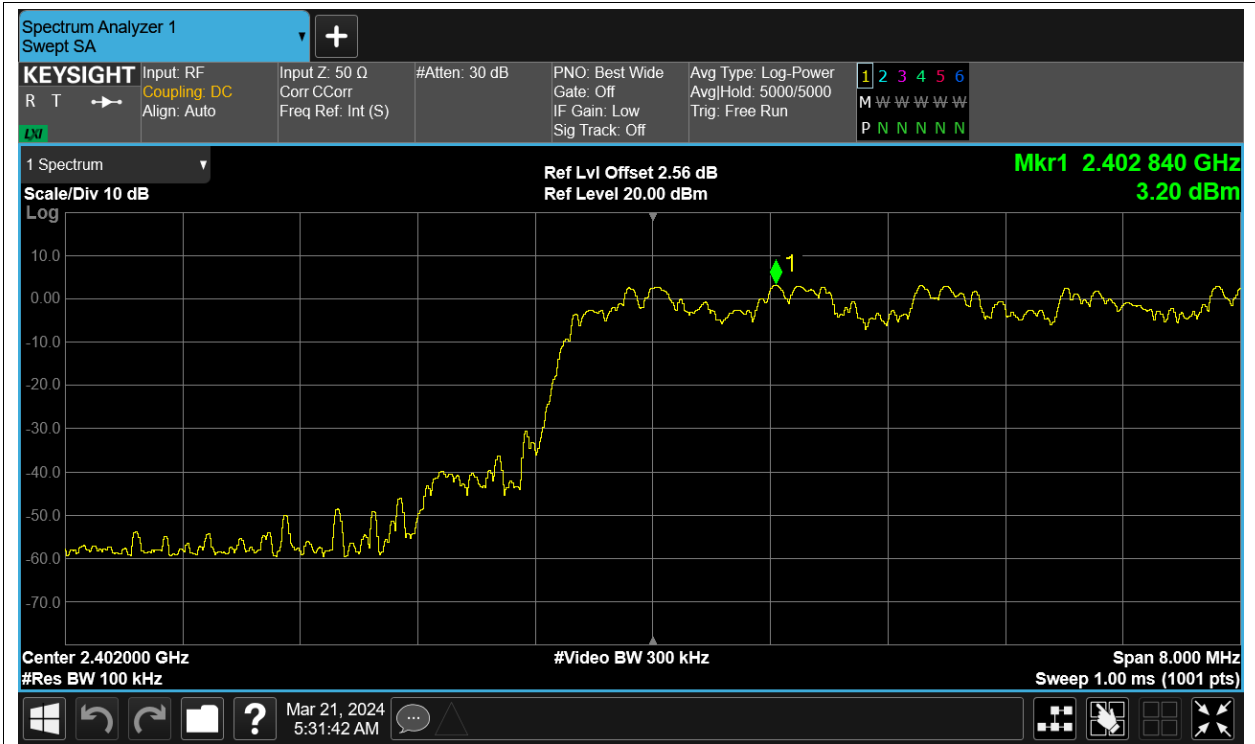 Spectrum Analyzer 1
Swept SA
KEYSIGHT
R T
LXI
Input: RF
Coupling: DC
Align: Auto
Input Z: 50 Ω
Corr CCorr
Freq Ref: Int (S)
#Atten: 30 dB
PNO: Best Wide
Gate: Off
IF Gain: Low
Sig Track: Off
Avg Type: Log-Power
Avg|Hold: 5000/5000
Trig: Free Run
1 2 3 4 5 6
M W W W W W
P N N N N N
1 Spectrum
Scale/Div 10 dB
Log
Ref Lvl Offset 2.56 dB
Ref Level 20.00 dBm
Mkr1 2.402 840 GHz
3.20 dBm
1
10.0
0.00
-10.0
-20.0
-30.0
-40.0
-50.0
-60.0
-70.0
Center 2.402000 GHz
#Res BW 100 kHz
#Video BW 300 kHz
Span 8.000 MHz
Sweep 1.00 ms (1001 pts)
?
Mar 21, 2024
5:31:42 AM